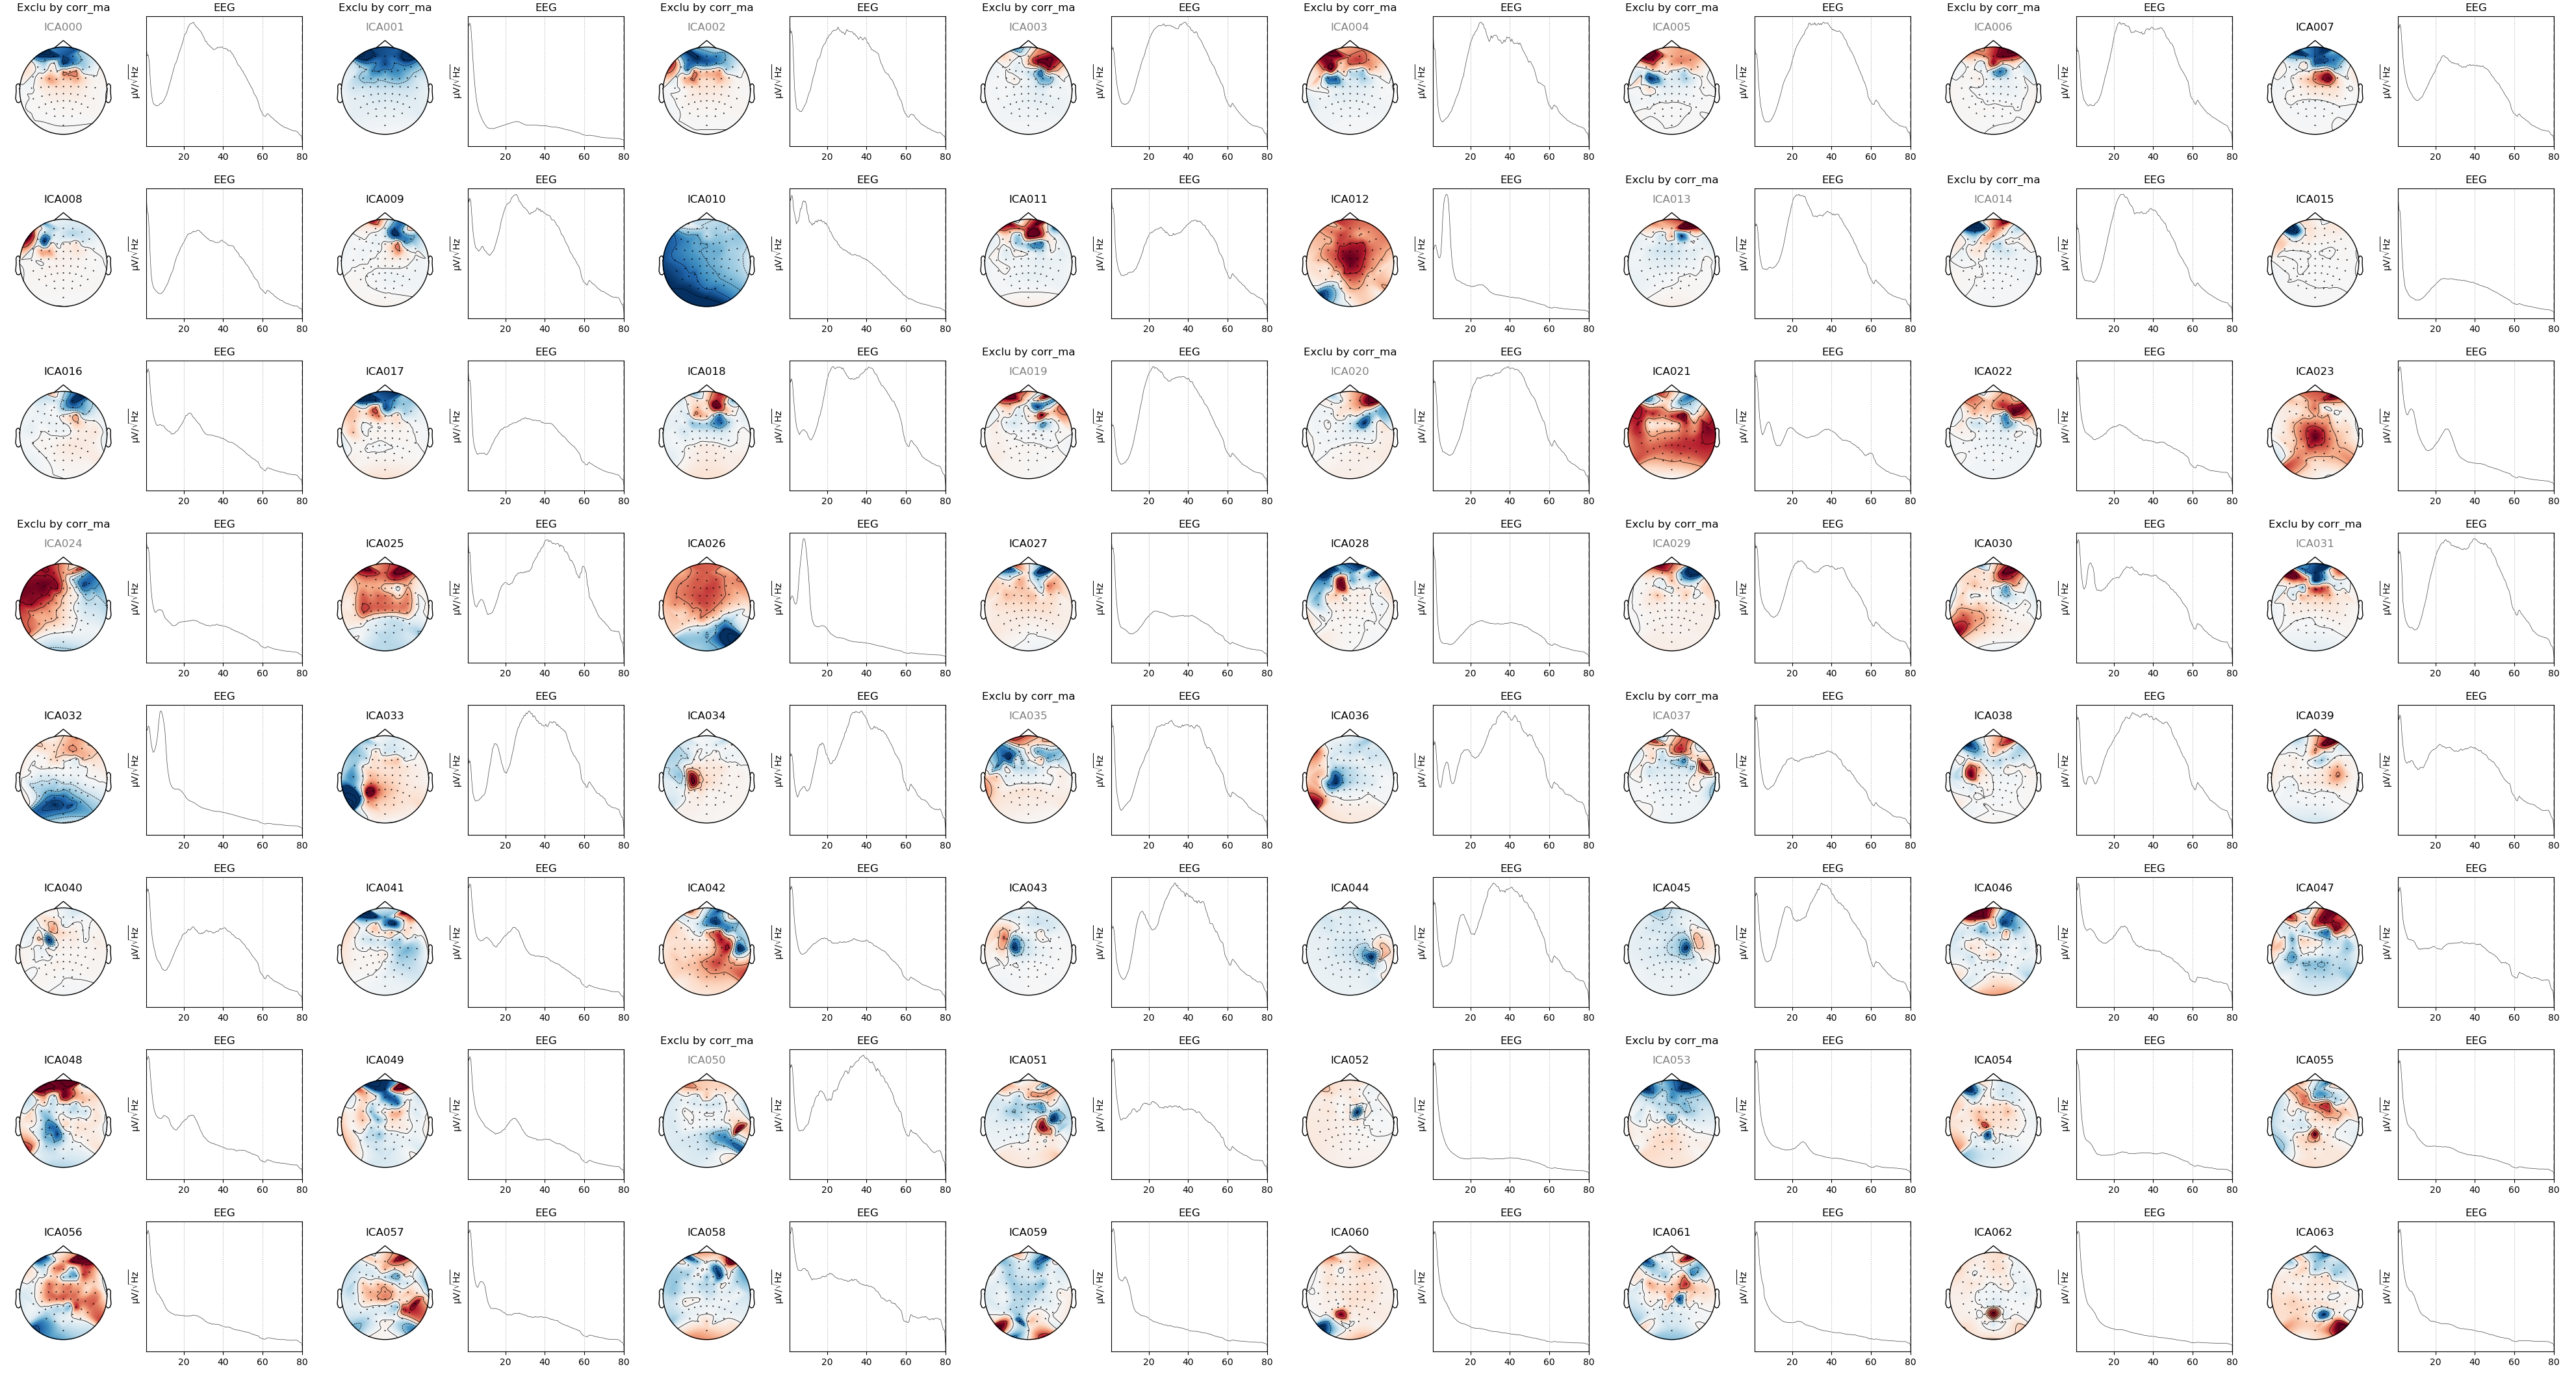 Exclu by corr_ma EEG Exclu by corr_ma EEG Exclu by corr_ma EEG Exclu by corr_ma EEG Exclu by corr_ma EEG Exclu by corr_ma EEG Exclu by corr_ma EEG EEG
ICA000 ICA001 ICA002 ICA003 ICA004 ICA005 ICA006 ICA007
µV/√Hz µV/√Hz µV/√Hz µV/√Hz µV/√Hz µV/√Hz µV/√Hz µV/√Hz
20 40 60 80 20 40 60 80 20 40 60 80 20 40 60 80 20 40 60 80 20 40 60 80 20 40 60 80 20 40 60 80
EEG EEG EEG EEG EEG Exclu by corr_ma EEG Exclu by corr_ma EEG EEG
ICA008 ICA009 ICA010 ICA011 ICA012 ICA013 ICA014 ICA015
µV/√Hz µV/√Hz µV/√Hz µV/√Hz µV/√Hz µV/√Hz µV/√Hz µV/√Hz
20 40 60 80 20 40 60 80 20 40 60 80 20 40 60 80 20 40 60 80 20 40 60 80 20 40 60 80 20 40 60 80
EEG EEG EEG Exclu by corr_ma EEG Exclu by corr_ma EEG EEG EEG EEG
ICA016 ICA017 ICA018 ICA019 ICA020 ICA021 ICA022 ICA023
µV/√Hz µV/√Hz µV/√Hz µV/√Hz µV/√Hz µV/√Hz µV/√Hz µV/√Hz
20 40 60 80 20 40 60 80 20 40 60 80 20 40 60 80 20 40 60 80 20 40 60 80 20 40 60 80 20 40 60 80
Exclu by corr_ma EEG EEG EEG EEG EEG Exclu by corr_ma EEG EEG Exclu by corr_ma EEG
ICA024 ICA025 ICA026 ICA027 ICA028 ICA029 ICA030 ICA031
µV/√Hz µV/√Hz µV/√Hz µV/√Hz µV/√Hz µV/√Hz µV/√Hz µV/√Hz
20 40 60 80 20 40 60 80 20 40 60 80 20 40 60 80 20 40 60 80 20 40 60 80 20 40 60 80 20 40 60 80
EEG EEG EEG Exclu by corr_ma EEG EEG Exclu by corr_ma EEG EEG EEG
ICA032 ICA033 ICA034 ICA035 ICA036 ICA037 ICA038 ICA039
µV/√Hz µV/√Hz µV/√Hz µV/√Hz µV/√Hz µV/√Hz µV/√Hz µV/√Hz
20 40 60 80 20 40 60 80 20 40 60 80 20 40 60 80 20 40 60 80 20 40 60 80 20 40 60 80 20 40 60 80
EEG EEG EEG EEG EEG EEG EEG EEG
ICA040 ICA041 ICA042 ICA043 ICA044 ICA045 ICA046 ICA047
µV/√Hz µV/√Hz µV/√Hz µV/√Hz µV/√Hz µV/√Hz µV/√Hz µV/√Hz
20 40 60 80 20 40 60 80 20 40 60 80 20 40 60 80 20 40 60 80 20 40 60 80 20 40 60 80 20 40 60 80
EEG EEG Exclu by corr_ma EEG EEG EEG Exclu by corr_ma EEG EEG EEG
ICA048 ICA049 ICA050 ICA051 ICA052 ICA053 ICA054 ICA055
µV/√Hz µV/√Hz µV/√Hz µV/√Hz µV/√Hz µV/√Hz µV/√Hz µV/√Hz
20 40 60 80 20 40 60 80 20 40 60 80 20 40 60 80 20 40 60 80 20 40 60 80 20 40 60 80 20 40 60 80
EEG EEG EEG EEG EEG EEG EEG EEG
ICA056 ICA057 ICA058 ICA059 ICA060 ICA061 ICA062 ICA063
µV/√Hz µV/√Hz µV/√Hz µV/√Hz µV/√Hz µV/√Hz µV/√Hz µV/√Hz
20 40 60 80 20 40 60 80 20 40 60 80 20 40 60 80 20 40 60 80 20 40 60 80 20 40 60 80 20 40 60 80